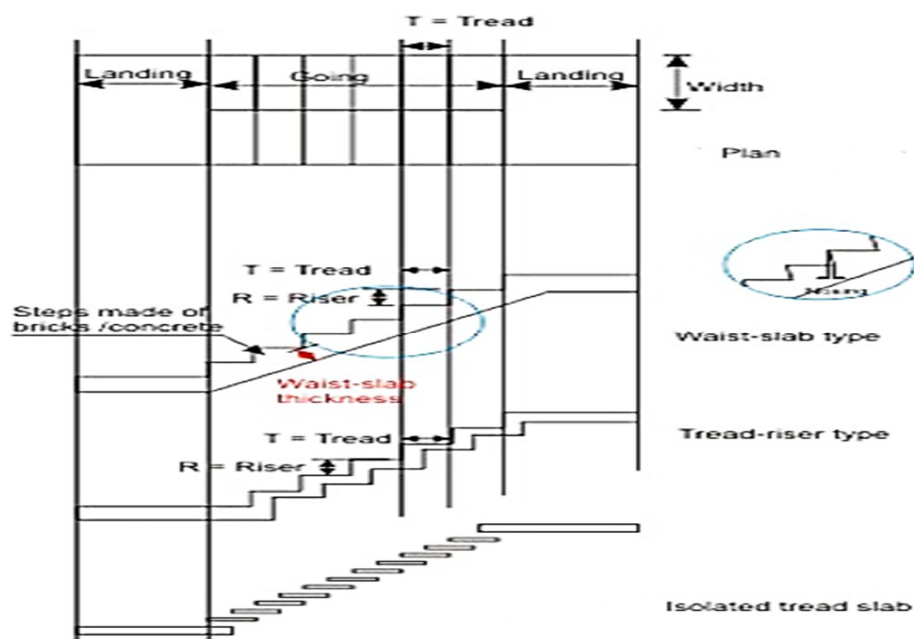 T = Tread
Landing
Going
Landing
Width
Plan
T = Tread
R = Riser
Nosing
Steps made of
bricks /concrete
Waist-slab type
Waist-slab
thickness
T = Tread
Tread-riser type
R = Riser
Isolated tread slab